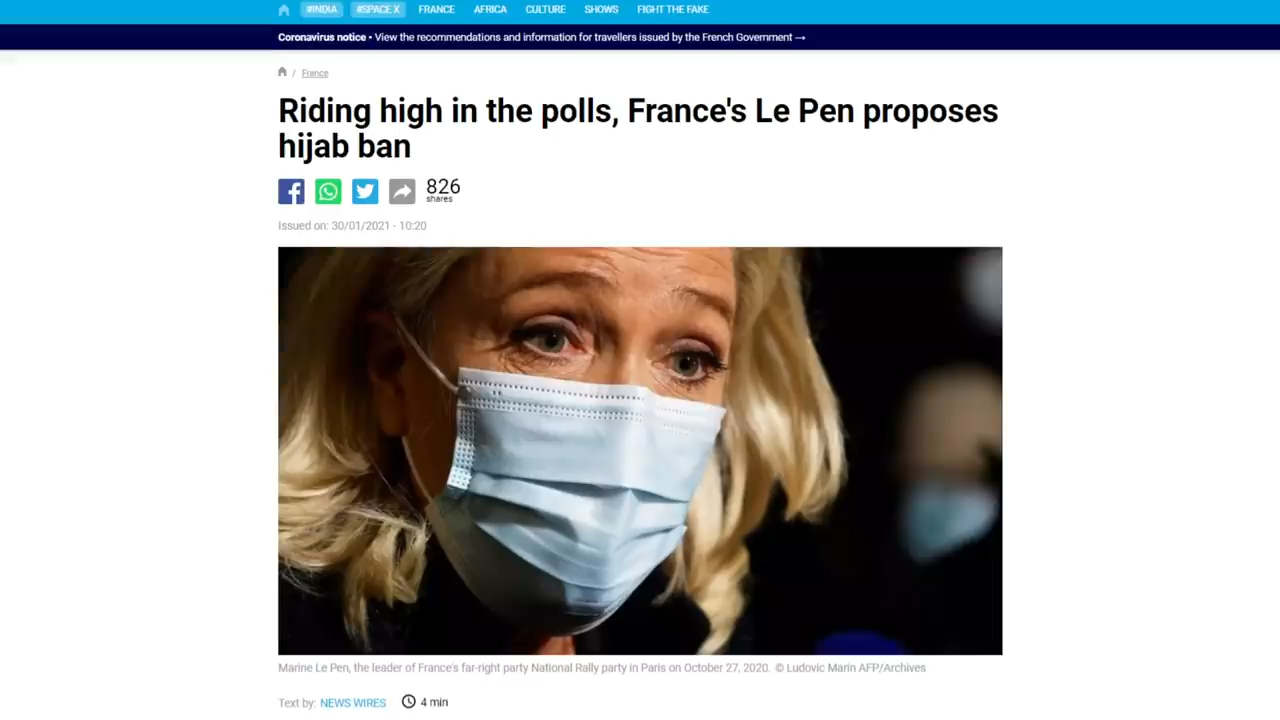 #INDIA #SPACE X FRANCE AFRICA CULTURE SHOWS FIGHT THE FAKE
Coronavirus notice • View the recommendations and information for travellers issued by the French Government →
/ France
Riding high in the polls, France's Le Pen proposes
hijab ban
826
shares
Issued on: 30/01/2021 - 10:20
Marine Le Pen, the leader of France's far-right party National Rally party in Paris on October 27, 2020. © Ludovic Marin AFP/Archives
Text by: NEWS WIRES 4 min